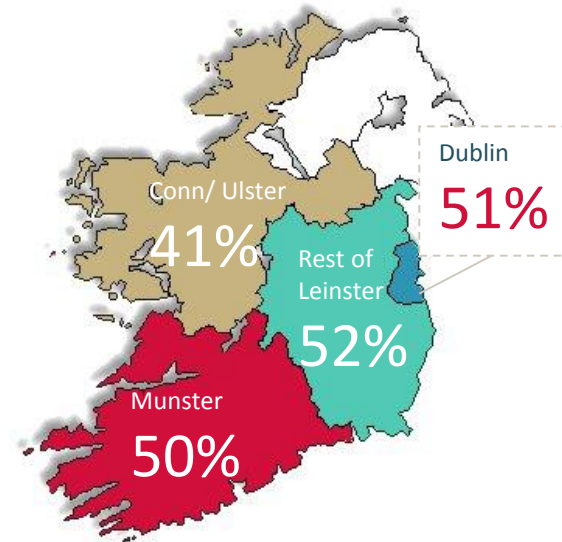 Dublin
51%
Conn/ Ulster
41%
Rest of
Leinster
52%
Munster
50%